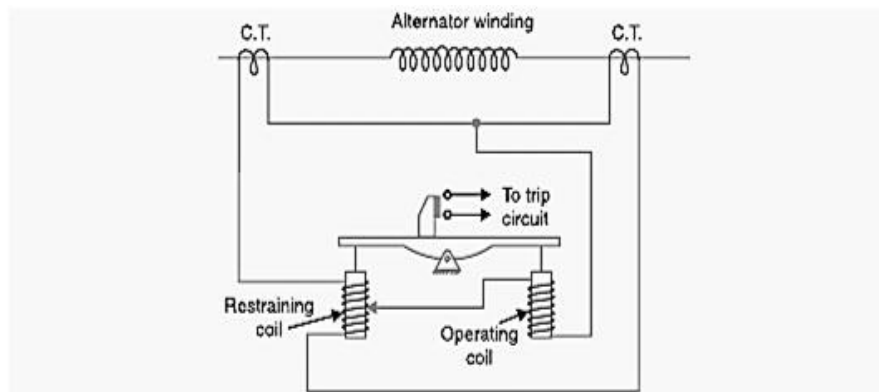 Alternator winding
C.T.
C.T.
To trip
circuit
Restraining
coil
Operating
coil